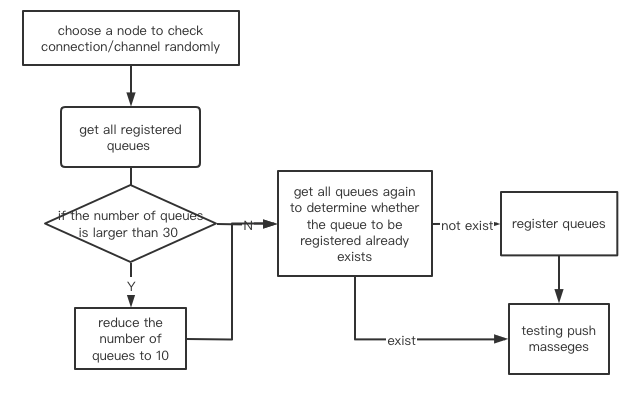 choose a node to check
connection/channel randomly
get all registered
queues
if the number of queues
is larger than 30
N
Y
reduce the
number of
queues to 10
get all queues again
to determine whether
the queue to be
registered already
exists
not exist
register queues
exist
testing push
masseges